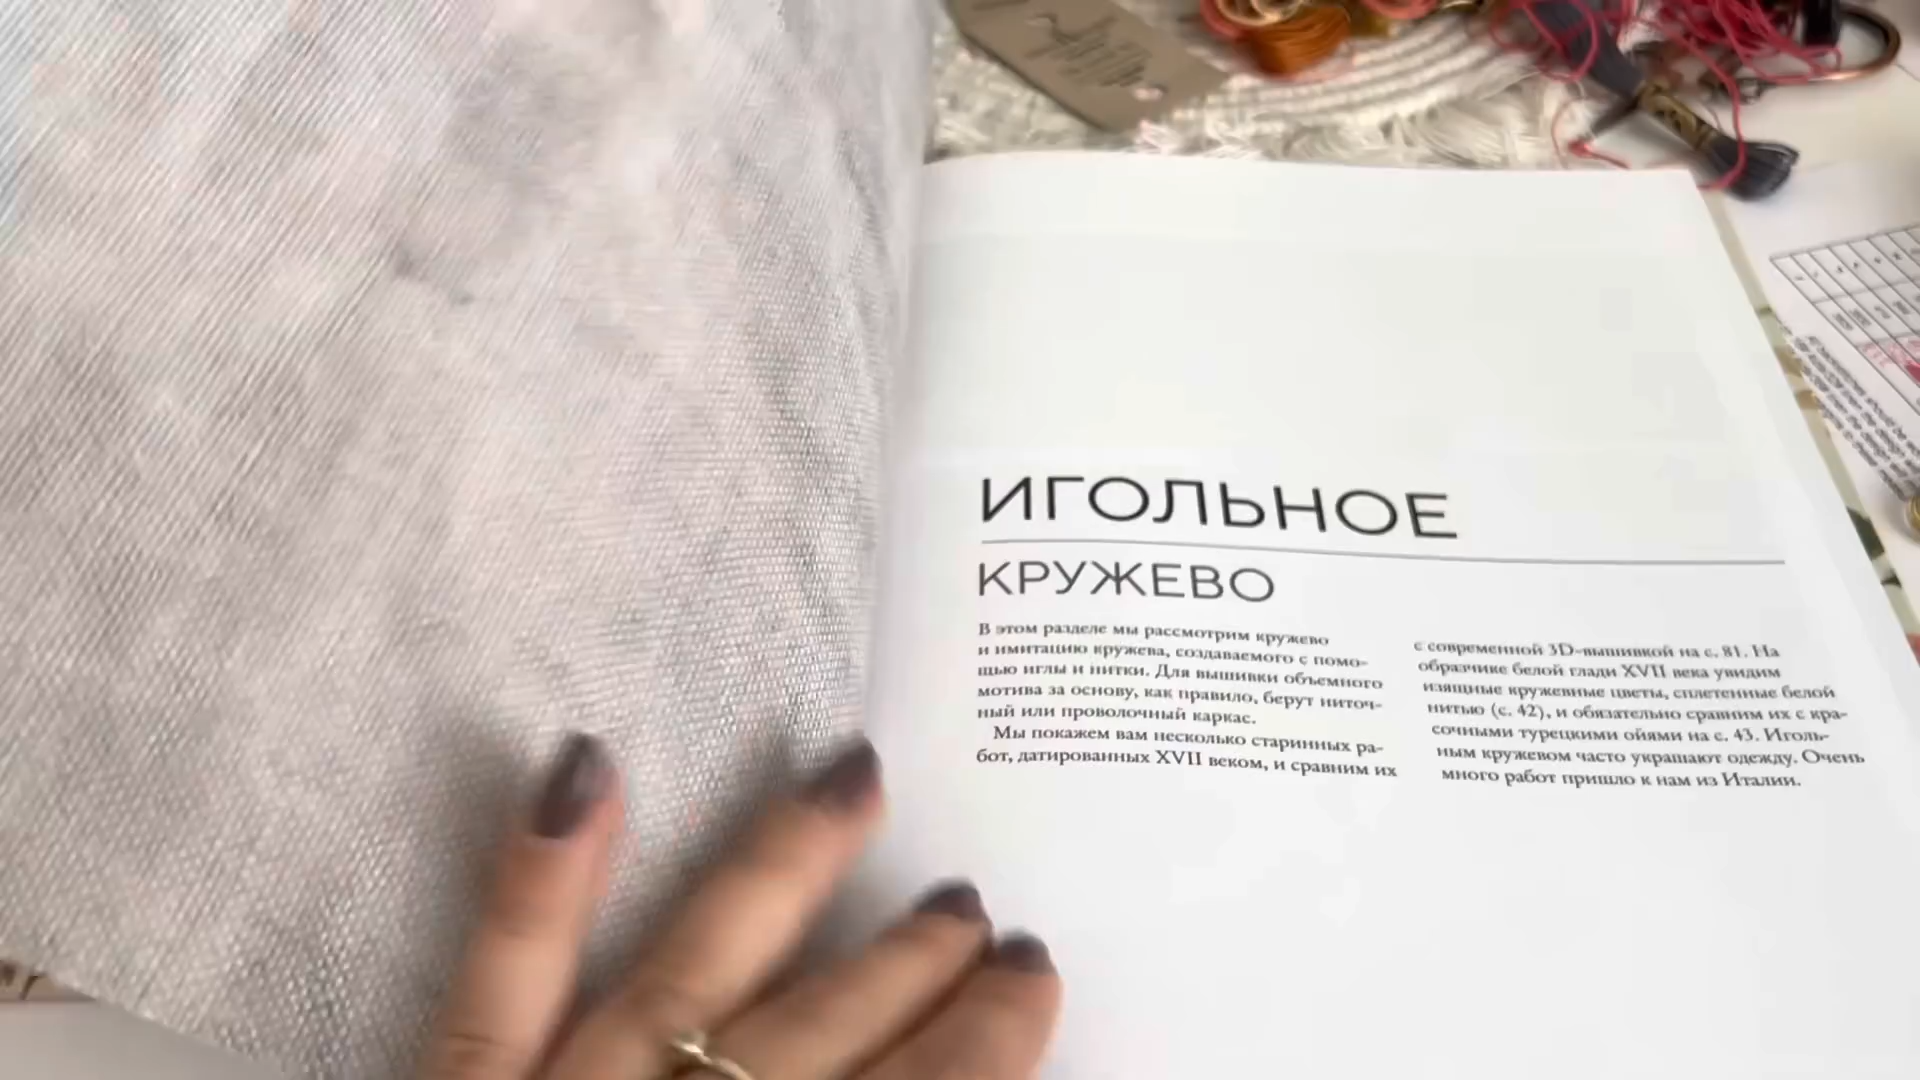 ИГОЛЬНОЕ
КРУЖЕВО
В этом разделе мы рассмотрим кружево
и имитацию кружева, создаваемого с помо-
щью иглы и нитки. Для вышивки объемного
мотива за основу, как правило, берут ниточ-
ный или проволочный каркас.
Мы покажем вам несколько старинных ра-
бот, датированных XVII веком, и сравним их
с современной 3D-вышивкой на с. 81. На
образчике белой глади XVII века увидим
изящные кружевные цветы, сплетенные белой
нитью (с. 42), и обязательно сравним их с кра-
сочными турецкими ойями на с. 43. Иголь-
ным кружевом часто украшают одежду. Очень
много работ пришло к нам из Италии.